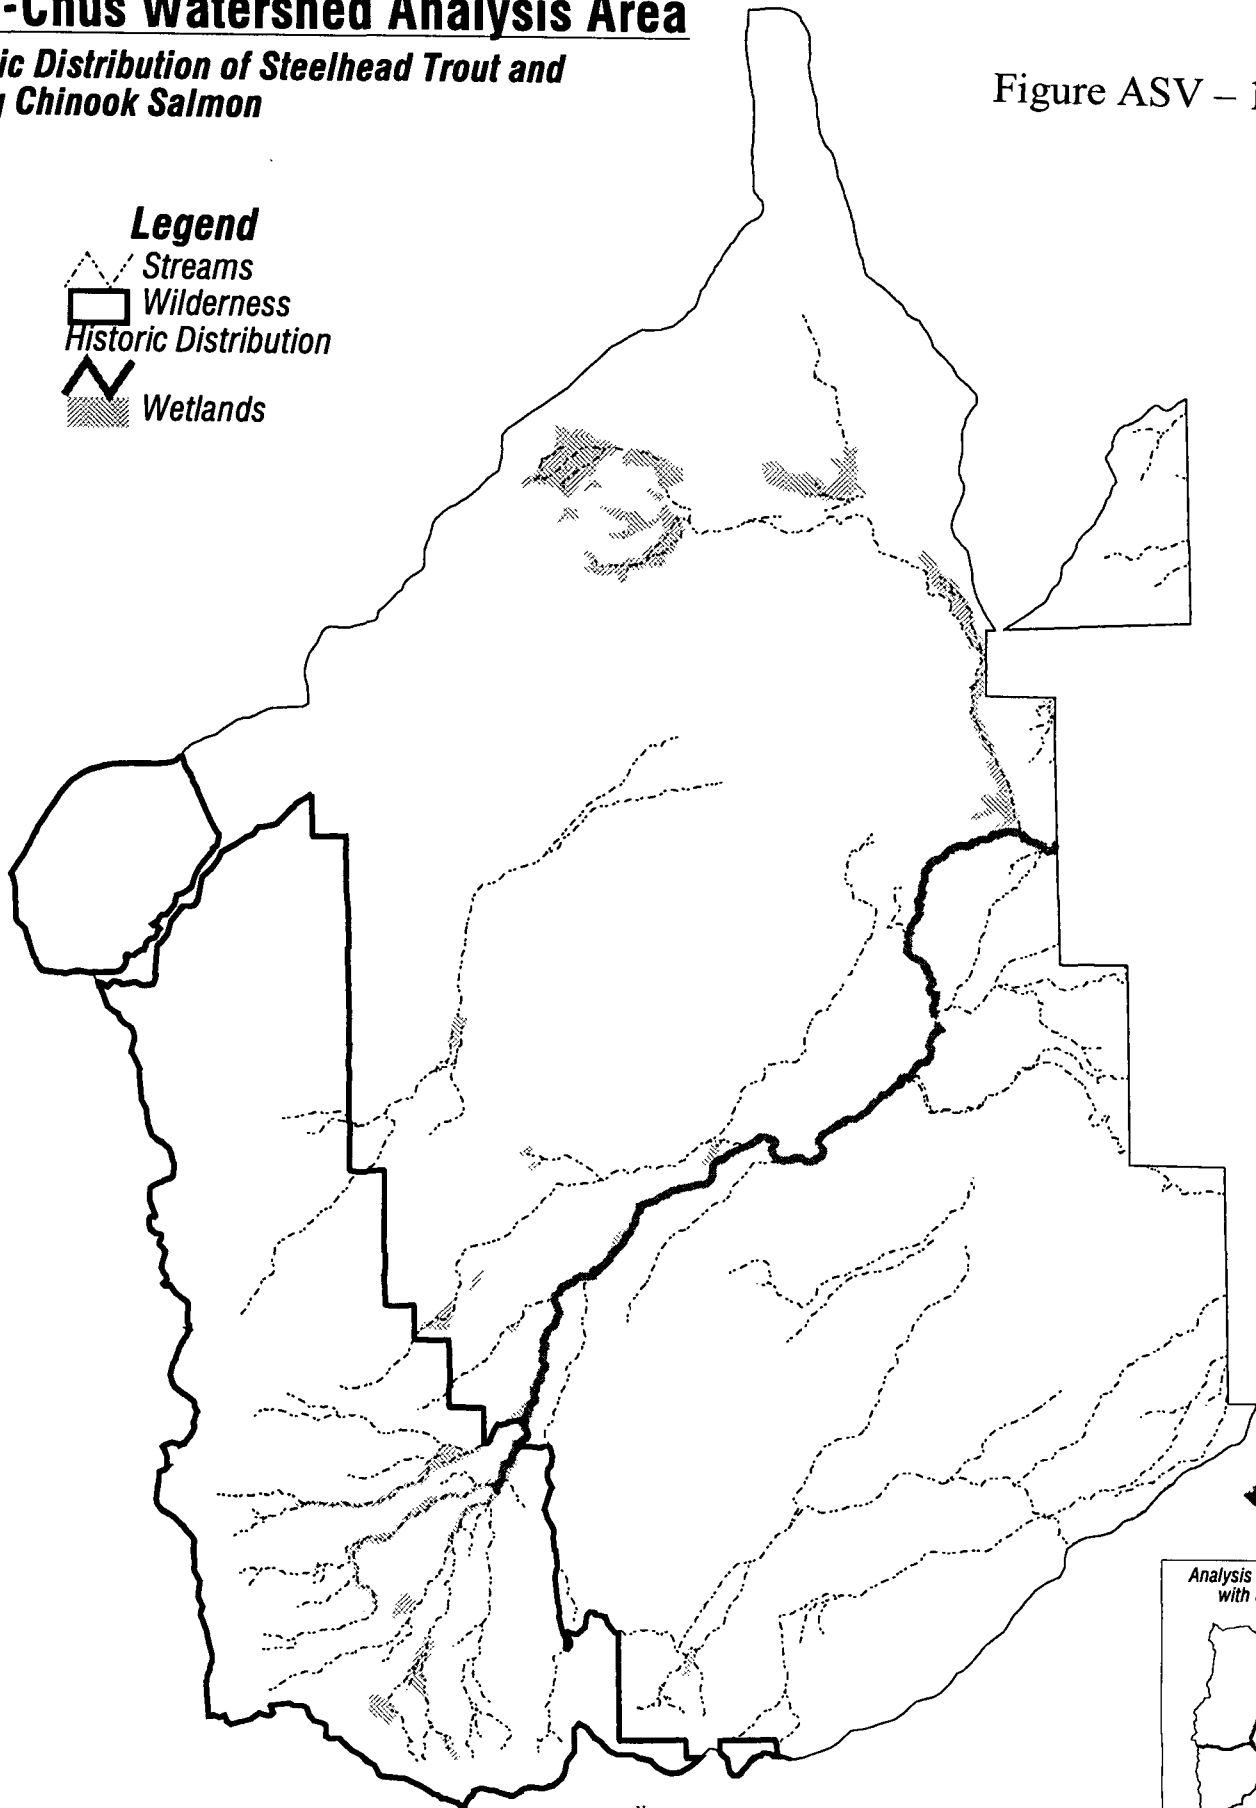 -Chus Watershed Analysis Area
ic Distribution of Steelhead Trout and
Chinook Salmon
Figure ASV – 1
Legend
Streams
Wilderness
Historic Distribution
Wetlands
Analysis
with